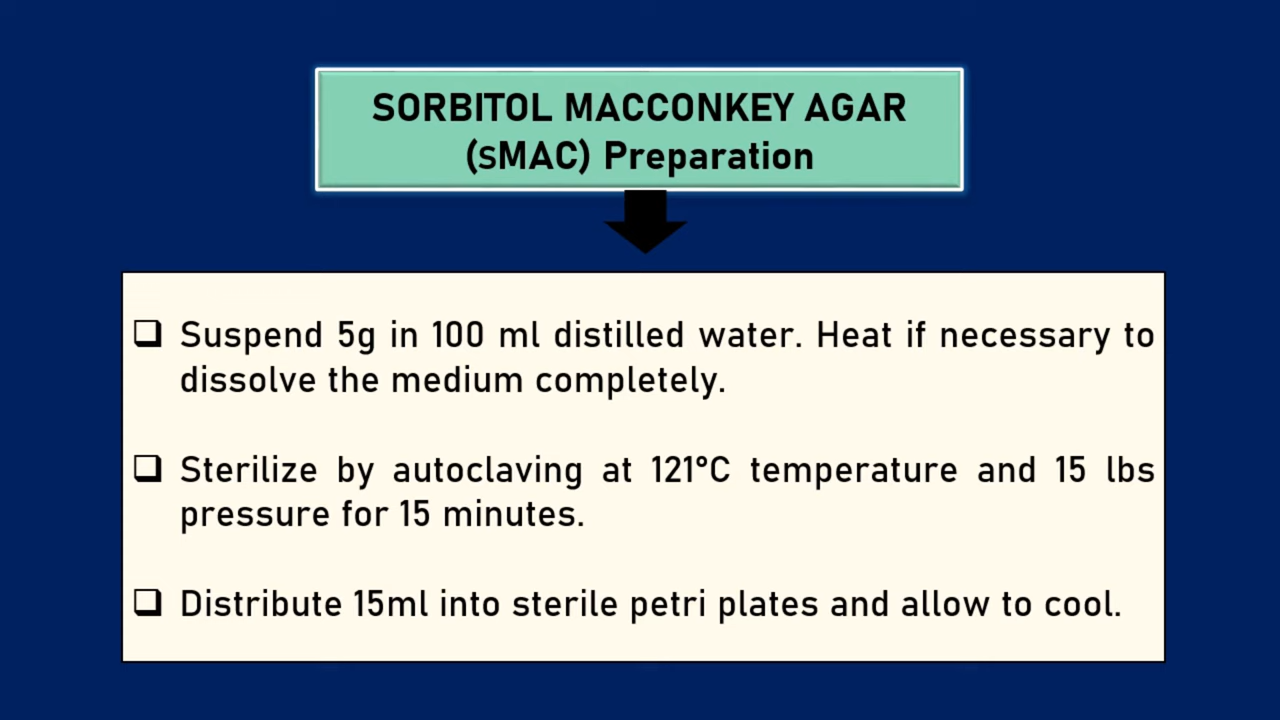 SORBITOL MACCONKEY AGAR
(sMAC) Preparation
❑ Suspend 5g in 100 ml distilled water. Heat if necessary to
dissolve the medium completely.
❑ Sterilize by autoclaving at 121°C temperature and 15 lbs
pressure for 15 minutes.
❑ Distribute 15ml into sterile petri plates and allow to cool.